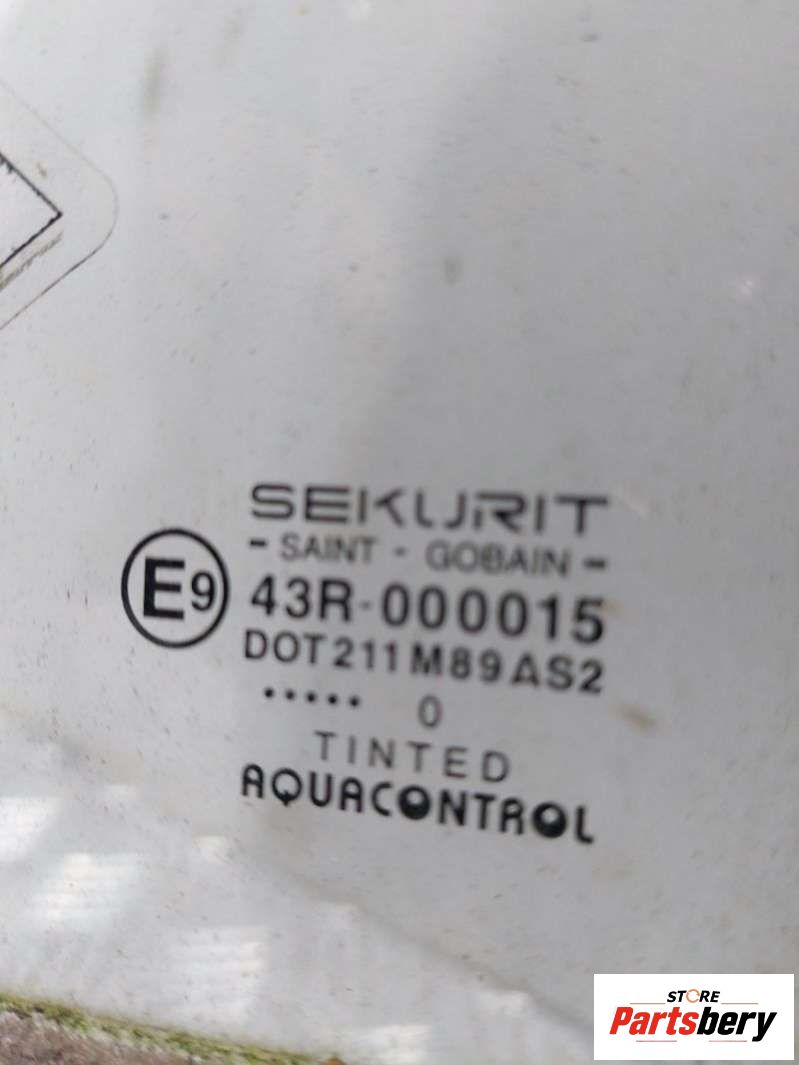 SEKURIT
- SAINT - GOBAIN -
E9 43R-000015
DOT211M89AS2
..... 0
TINTED
AQUACONTROL
STORE
Partsbery